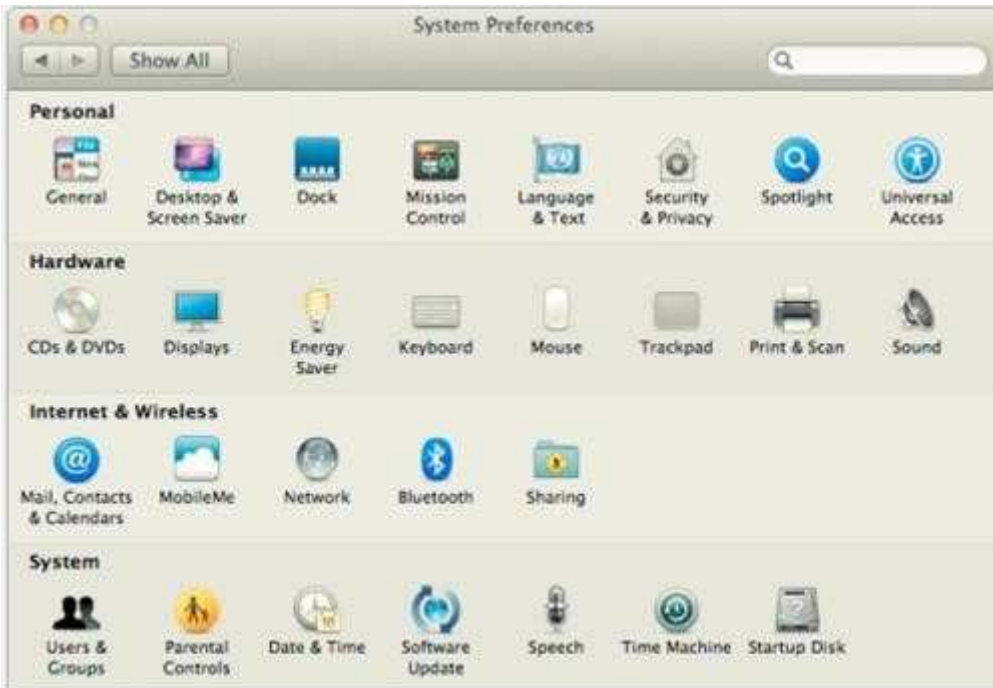 System Preferences
Show All
Personal
General
Desktop &
Screen Saver
Dock
Mission
Control
Language
& Text
Security
& Privacy
Spotlight
Universal
Access
Hardware
CDs & DVDs
Displays
Energy
Saver
Keyboard
Mouse
Trackpad
Print & Scan
Sound
Internet & Wireless
Mail, Contacts
& Calendars
MobileMe
Network
Bluetooth
Sharing
System
Users &
Groups
Parental
Controls
Date & Time
Software
Update
Speech
Time Machine
Startup Disk